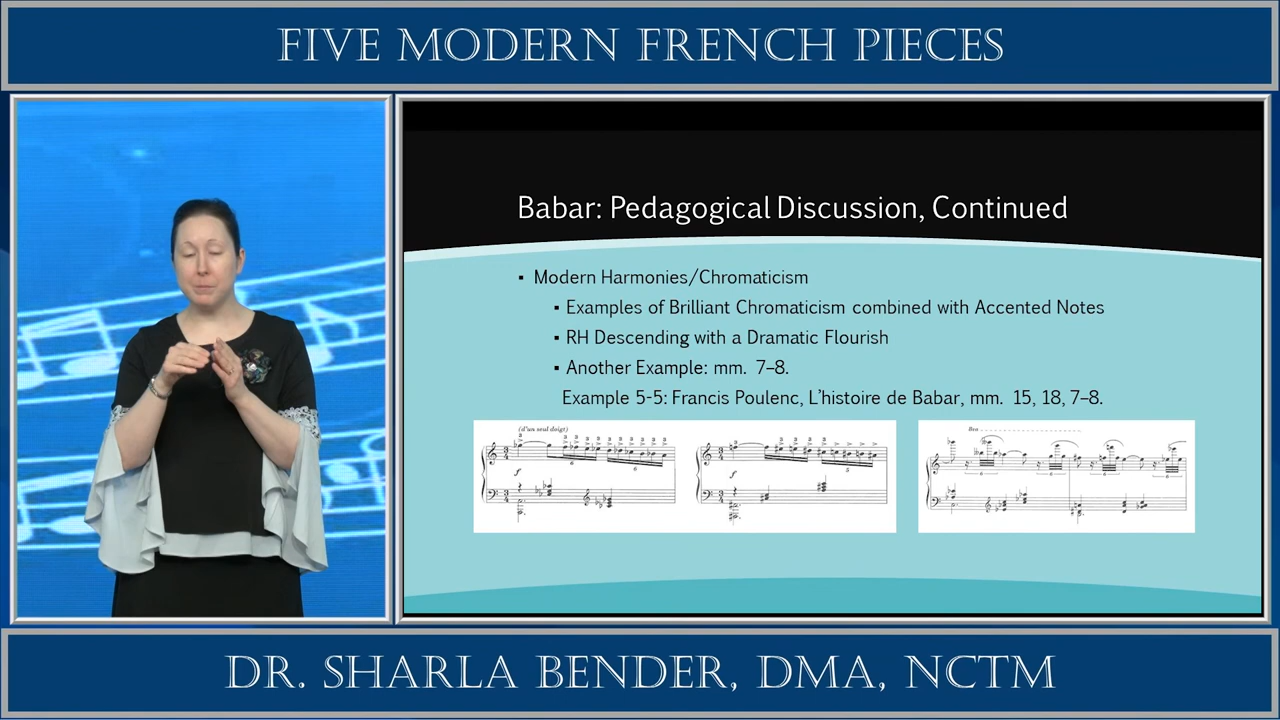 FIVE MODERN FRENCH PIECES
Babar: Pedagogical Discussion, Continued
▪ Modern Harmonies/Chromaticism
▪ Examples of Brilliant Chromaticism combined with Accented Notes
▪ RH Descending with a Dramatic Flourish
▪ Another Example: mm. 7–8.
Example 5-5: Francis Poulenc, L'histoire de Babar, mm. 15, 18, 7–8.
(d'un seul doigt)
8va
DR. SHARLA BENDER, DMA, NCTM